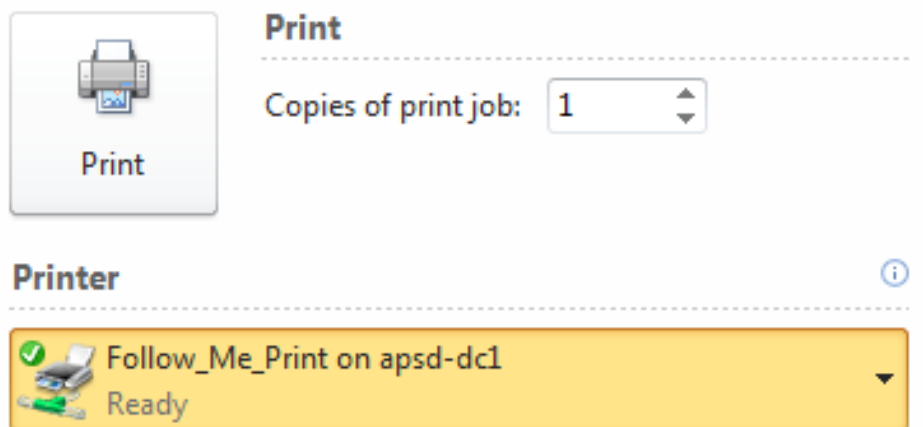 Print
Copies of print job: 1
Print
Printer
Follow_Me_Print on apsd-dc1
Ready